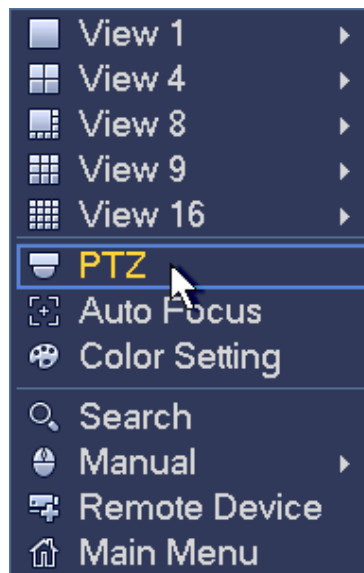 View 1
View 4
View 8
View 9
View 16
PTZ
Auto Focus
Color Setting
Search
Manual
Remote Device
Main Menu